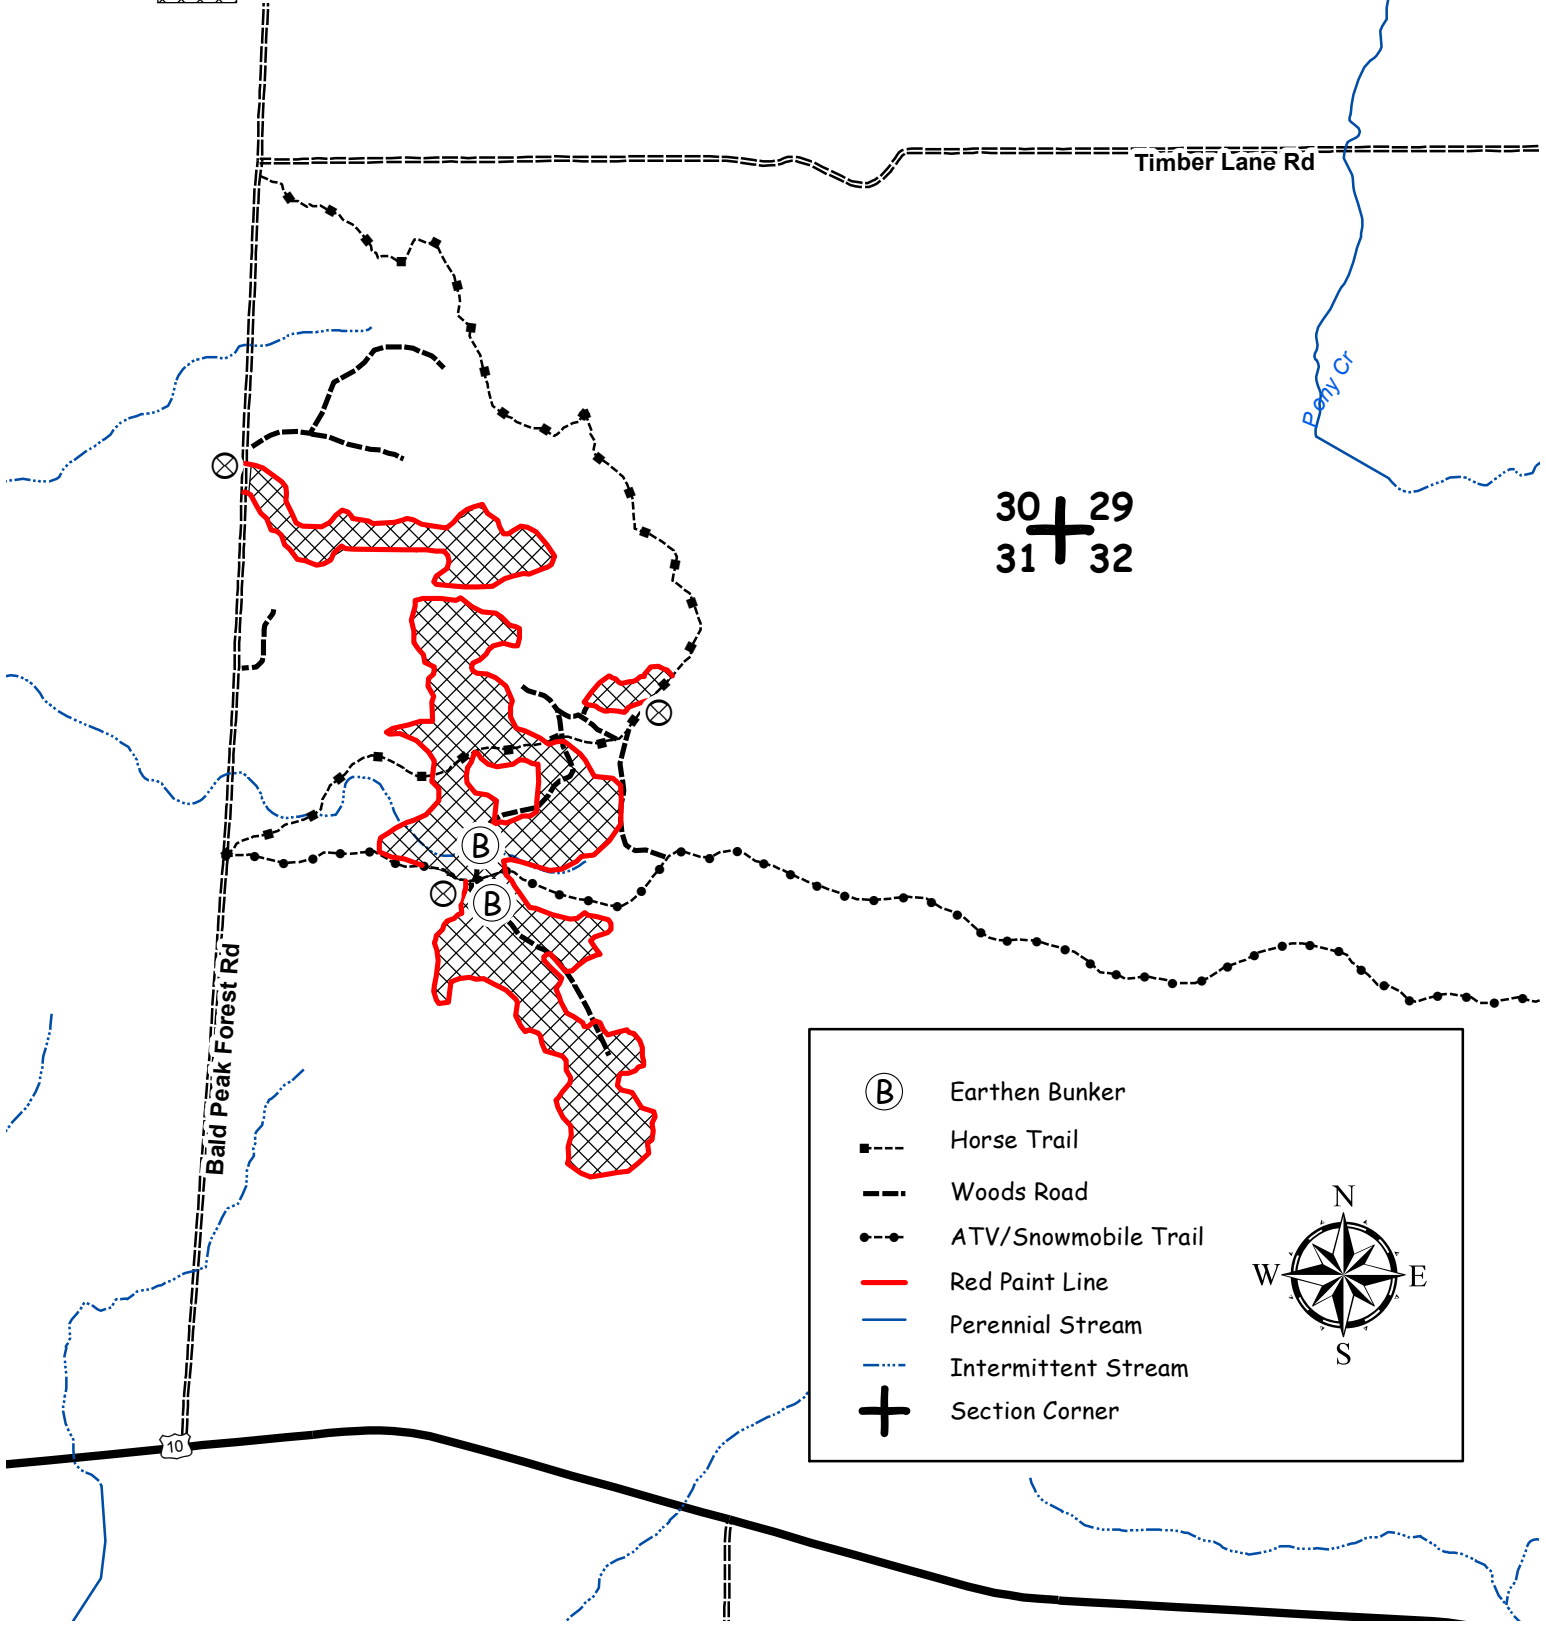 Timber Lane Rd
Pony Cr
30 29
31 32
B
B
Bald Peak Forest Rd
B Earthen Bunker
Horse Trail
Woods Road
ATV/Snowmobile Trail
Red Paint Line
Perennial Stream
Intermittent Stream
Section Corner
N
W E
S
10